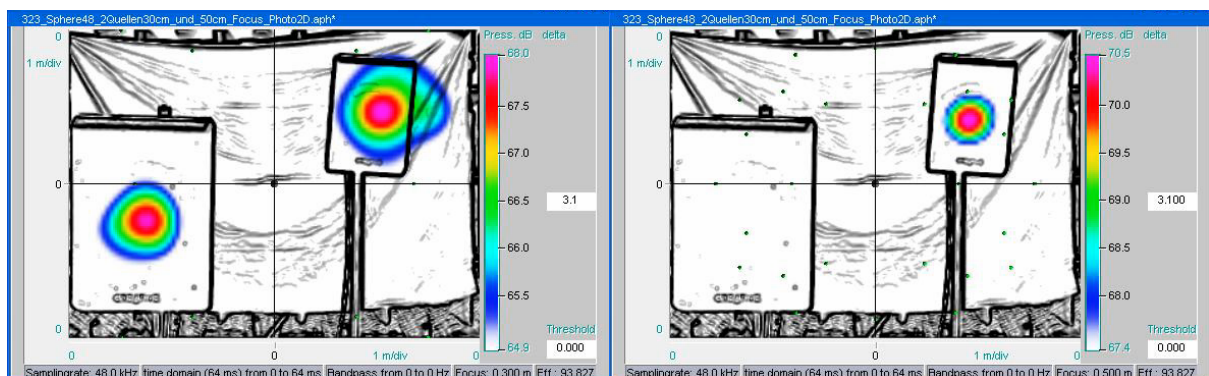 323_Sphere48_2Quellen30cm_und_50cm_Focus_Photo2D.aph*
0
Press. dB delta
1 m/div
68.0
67.5
67.0
66.5
66.0
65.5
64.9
0
3.1
0
Threshold
0.000
0 0 1 m/div 0
Samplingrate: 48.0 kHz time domain (64 ms) from 0 to 64 ms Bandpass from 0 to 0 Hz Focus: 0.300 m Eff.: 93.827
323_Sphere48_2Quellen30cm_und_50cm_Focus_Photo2D.aph*
0
Press. dB delta
1 m/div
70.5
70.0
69.5
69.0
68.5
68.0
67.4
0
3.100
0
Threshold
0.000
0 0 1 m/div 0
Samplingrate: 48.0 kHz time domain (64 ms) from 0 to 64 ms Bandpass from 0 to 0 Hz Focus: 0.500 m Eff.: 93.827